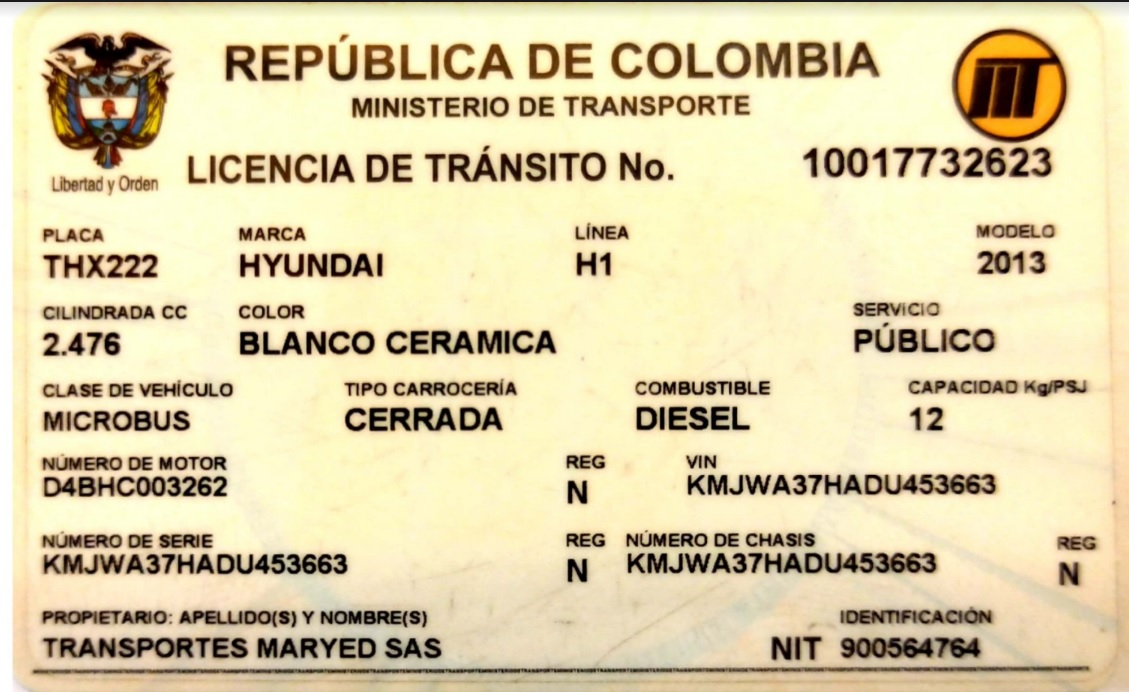 REPÚBLICA DE COLOMBIA
MINISTERIO DE TRANSPORTE
Libertad y Orden
LICENCIA DE TRÁNSITO No. 10017732623
PLACA MARCA LÍNEA MODELO
THX222 HYUNDAI H1 2013
CILINDRADA CC COLOR SERVICIO
2.476 BLANCO CERAMICA PÚBLICO
CLASE DE VEHÍCULO TIPO CARROCERÍA COMBUSTIBLE CAPACIDAD Kg/PSJ
MICROBUS CERRADA DIESEL 12
NÚMERO DE MOTOR REG VIN
D4BHC003262 N KMJWA37HADU453663
NÚMERO DE SERIE REG NÚMERO DE CHASIS REG
KMJWA37HADU453663 N KMJWA37HADU453663 N
PROPIETARIO: APELLIDO(S) Y NOMBRE(S) IDENTIFICACIÓN
TRANSPORTES MARYED SAS NIT 900564764